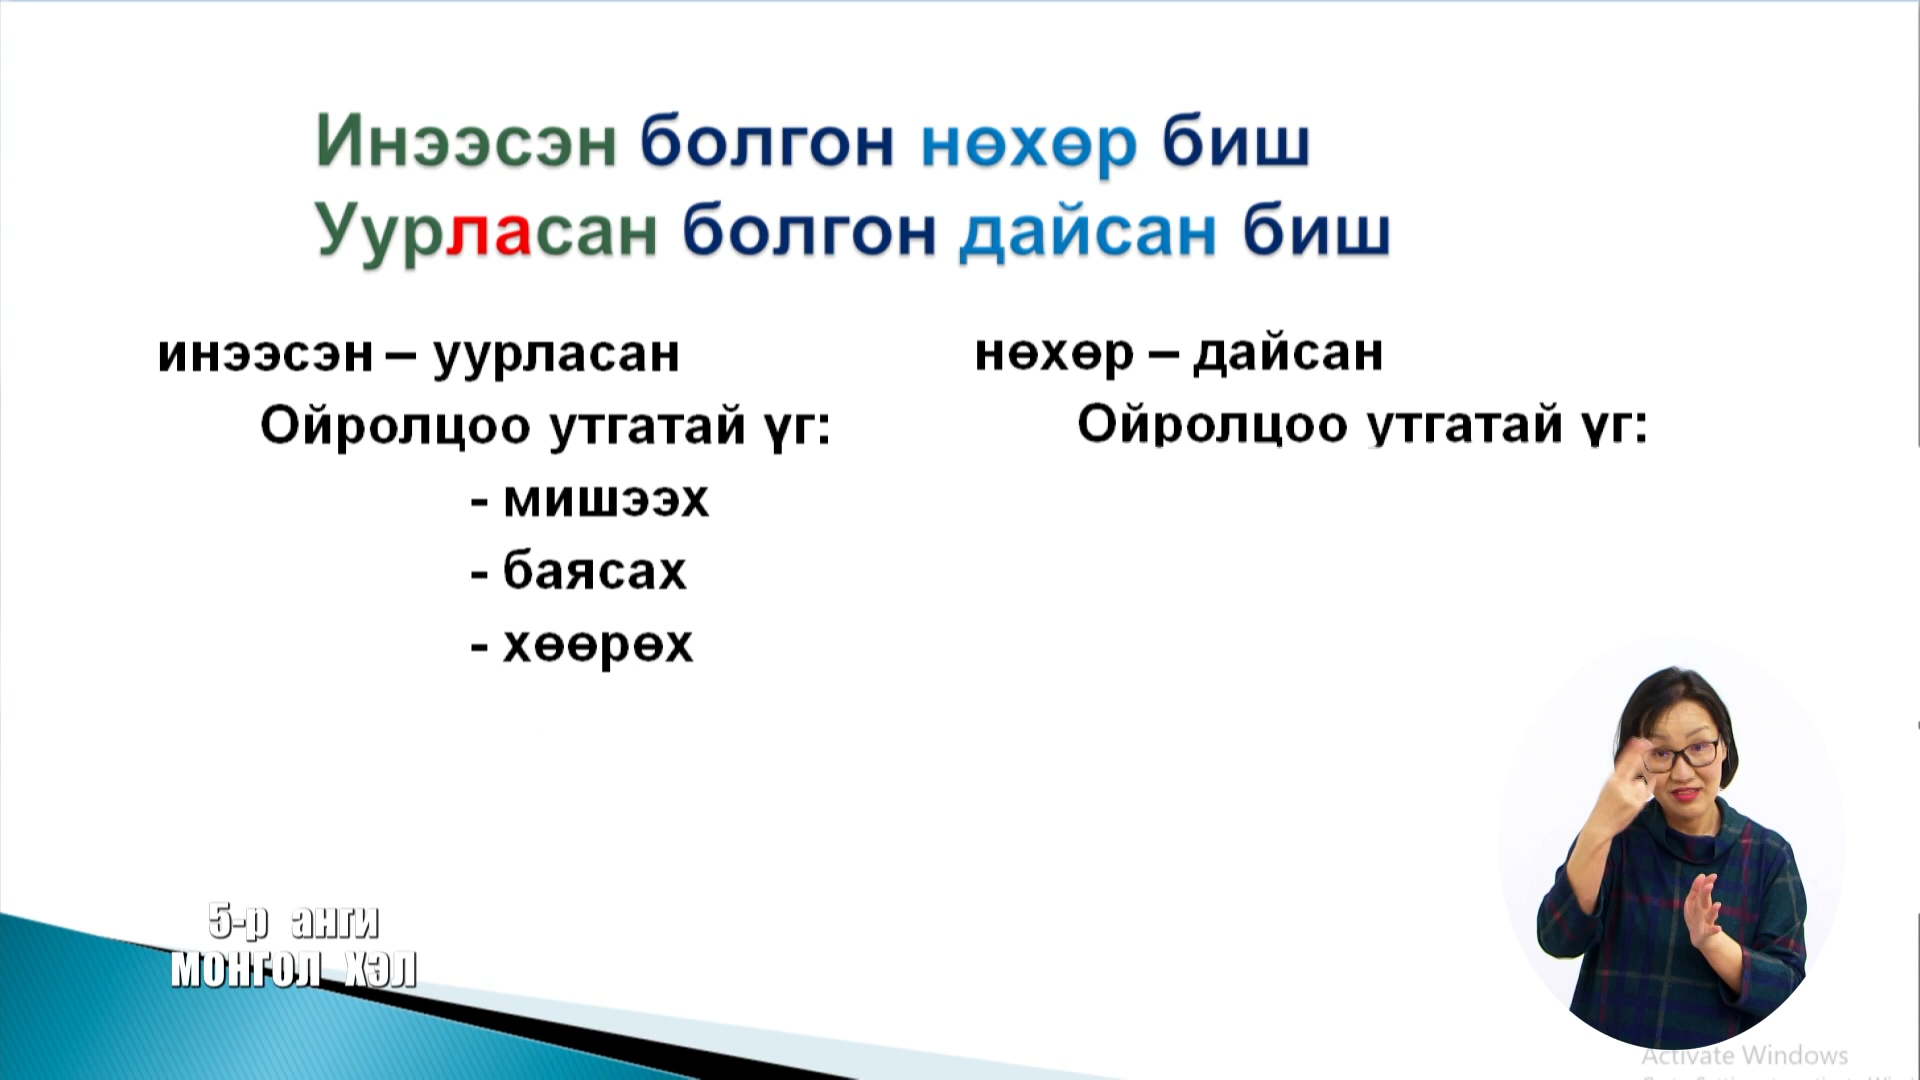 Инээсэн болгон нөхөр биш
Уурласан болгон дайсан биш
инээсэн – уурласан
Ойролцоо утгатай үг:
- мишээх
- баясах
- хөөрөх
нөхөр – дайсан
Ойролцоо утгатай үг:
5-р анги
МОНГОЛ ХЭЛ
Activate Windows